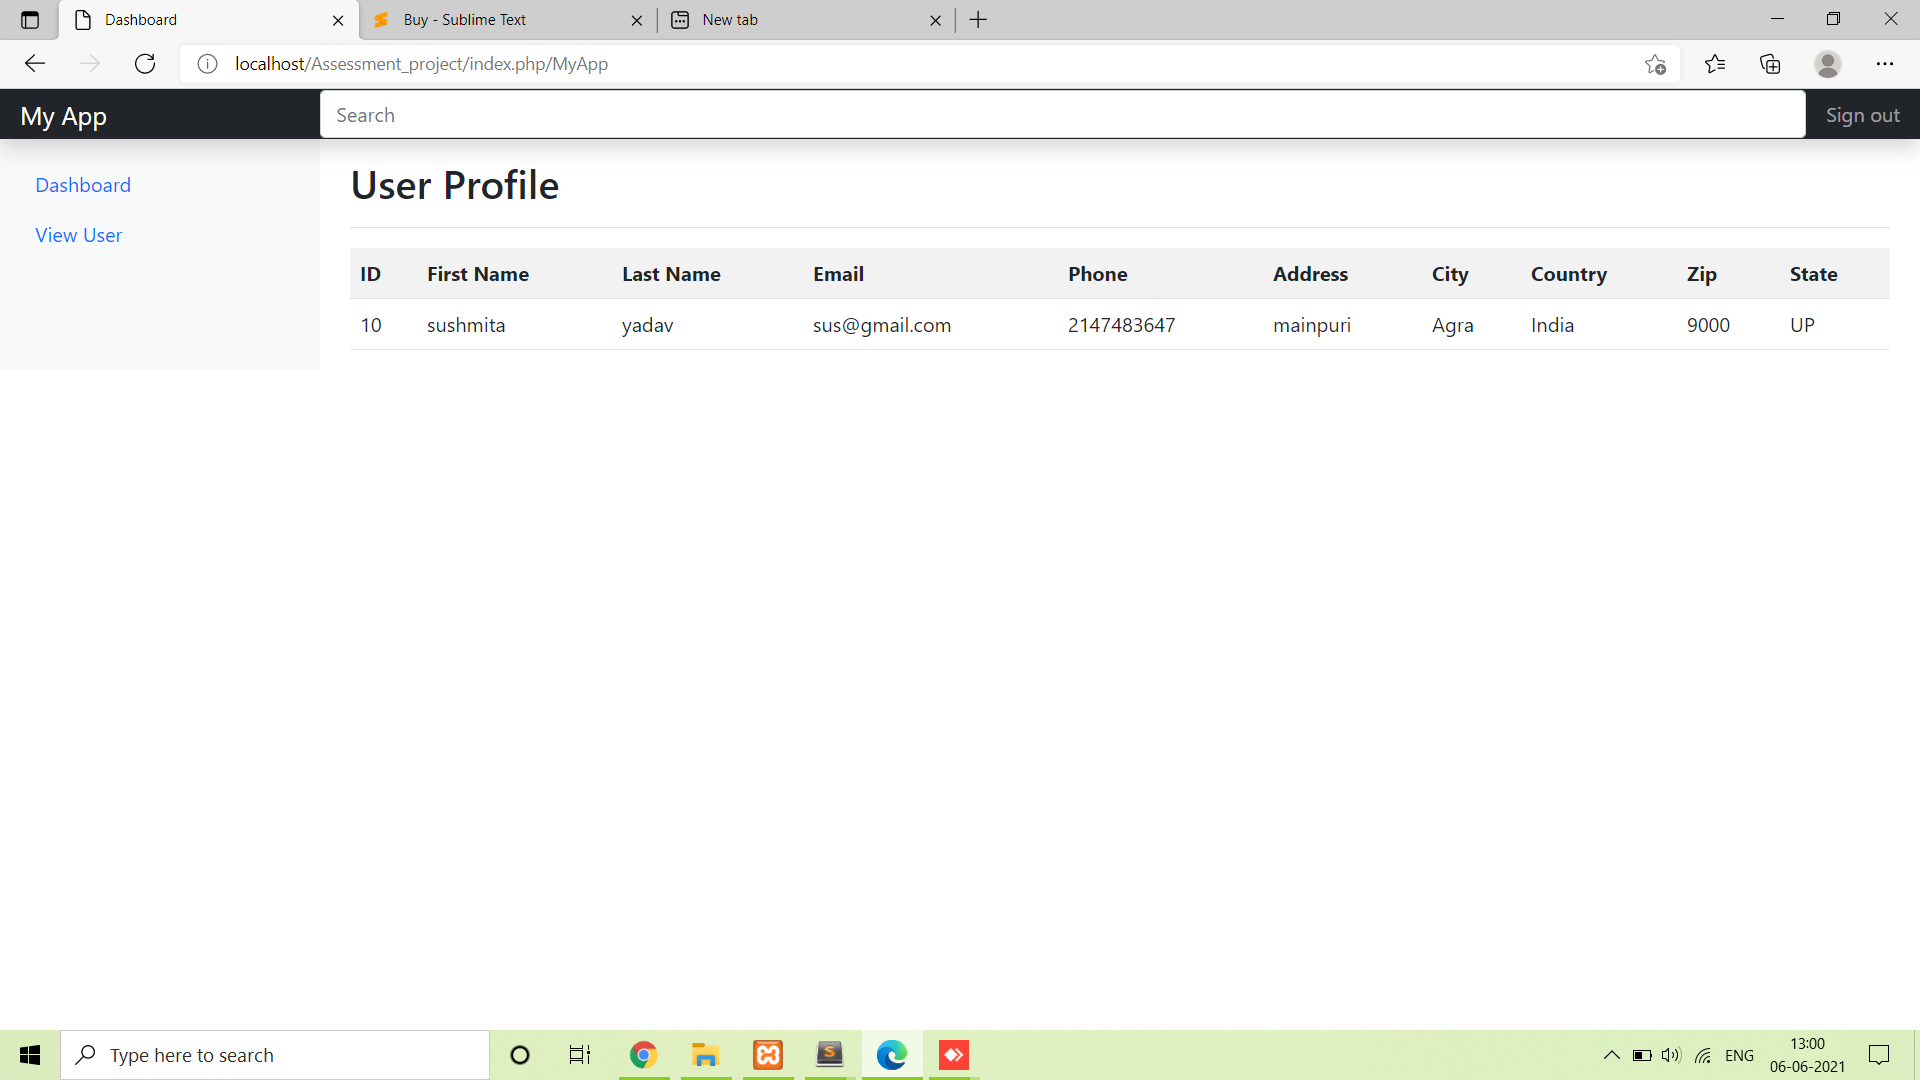 Dashboard
Buy - Sublime Text
New tab
localhost/Assessment_project/index.php/MyApp
My App
Search
Sign out
Dashboard
View User
User Profile
ID First Name Last Name Email Phone Address City Country Zip State
10 sushmita yadav sus@gmail.com 2147483647 mainpuri Agra India 9000 UP
Type here to search
ENG
13:00
06-06-2021